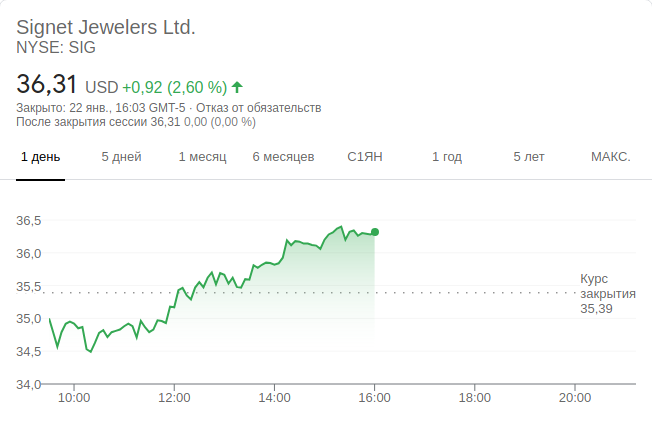 Signet Jewelers Ltd.
NYSE: SIG
36,31 USD +0,92 (2,60 %)
Закрыто: 22 янв., 16:03 GMT-5 · Отказ от обязательств
После закрытия сессии 36,31 0,00 (0,00 %)
1 день 5 дней 1 месяц 6 месяцев С1ЯН 1 год 5 лет МАКС.
36,5
36,0
35,5
35,0
34,5
34,0
Курс
закрытия
35,39
10:00 12:00 14:00 16:00 18:00 20:00